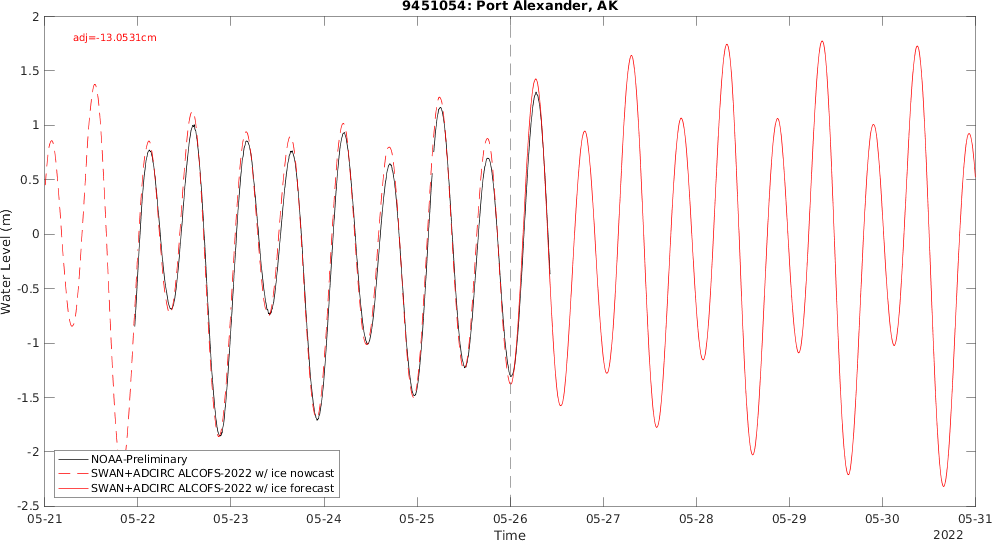 9451054: Port Alexander, AK
adj=-13.0531cm
2
1.5
1
0.5
0
-0.5
-1
-1.5
-2
-2.5
Water Level (m)
NOAA-Preliminary
SWAN+ADCIRC ALCOFS-2022 w/ ice nowcast
SWAN+ADCIRC ALCOFS-2022 w/ ice forecast
05-21 05-22 05-23 05-24 05-25 05-26 05-27 05-28 05-29 05-30 05-31
Time
2022